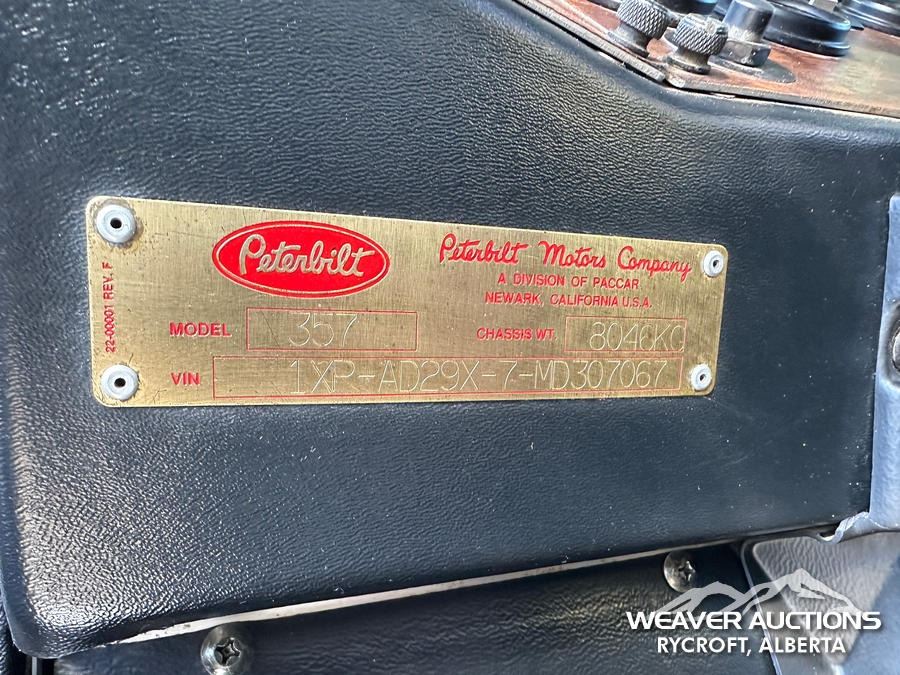 Peterbilt
Peterbilt Motors Company
A DIVISION OF PACCAR
NEWARK, CALIFORNIA U.S.A.
22-00001 REV. F
MODEL 357
CHASSIS WT. 8046KG
VIN 1XP-AD29X-7-MD307067
WEAVER AUCTIONS
RYCROFT, ALBERTA